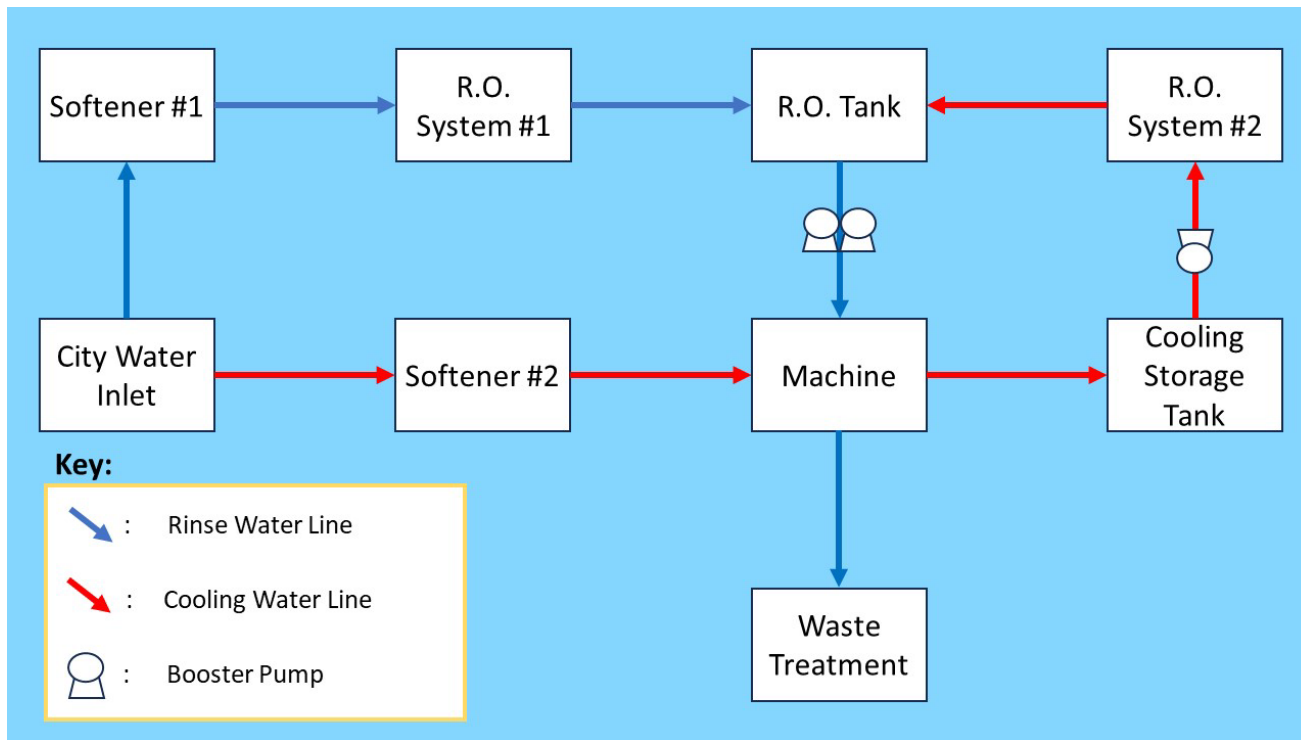 Softener #1
R.O.
System #1
R.O. Tank
R.O.
System #2
City Water
Inlet
Softener #2
Machine
Cooling
Storage
Tank
Key:
: Rinse Water Line
: Cooling Water Line
: Booster Pump
Waste
Treatment